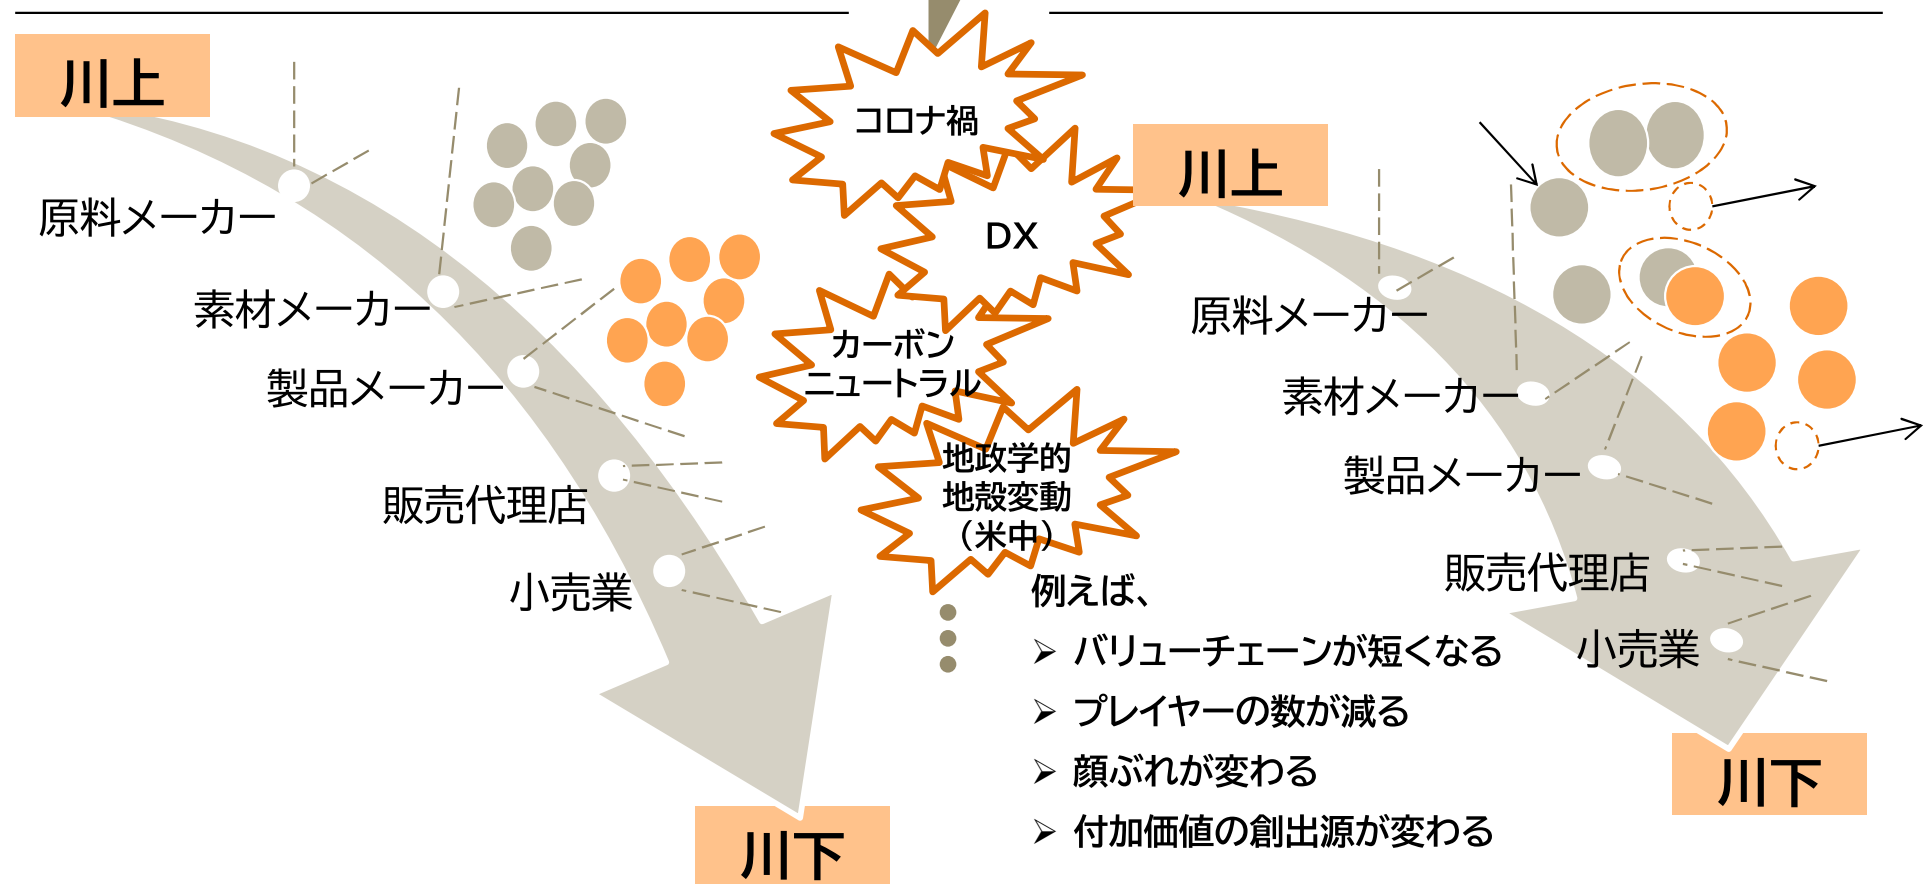 川上
原料メーカー
素材メーカー
製品メーカー
販売代理店
小売業
川下
コロナ禍
DX
カーボン
ニュートラル
地政学的
地殻変動
（米中）
例えば、
➢ バリューチェーンが短くなる
➢ プレイヤーの数が減る
➢ 顔ぶれが変わる
➢ 付加価値の創出源が変わる
川上
原料メーカー
素材メーカー
製品メーカー
販売代理店
小売業
川下